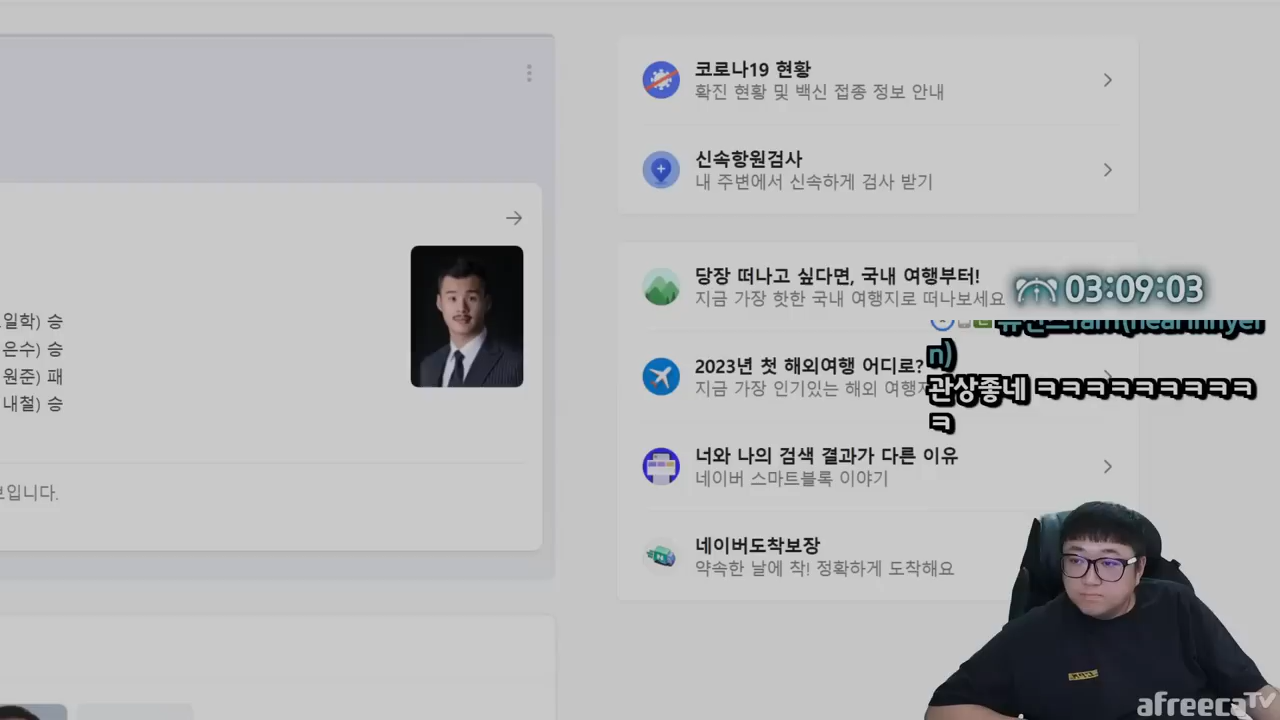 코로나19 현황
확진 현황 및 백신 접종 정보 안내
신속항원검사
내 주변에서 신속하게 검사 받기
당장 떠나고 싶다면, 국내 여행부터!
지금 가장 핫한 국내 여행지로 떠나보세요
03:09:03
일학) 승
은수) 승
원준) 패
내철) 승
n)
2023년 첫 해외여행 어디로?
지금 가장 인기있는 해외
관상좋네 ㅋㅋㅋㅋㅋㅋㅋㅋㅋ
ㅋ
너와 나의 검색 결과가 다른 이유
네이버 스마트블록 이야기
보입니다.
네이버도착보장
약속한 날에 착! 정확하게 도착해요
afreecaTV